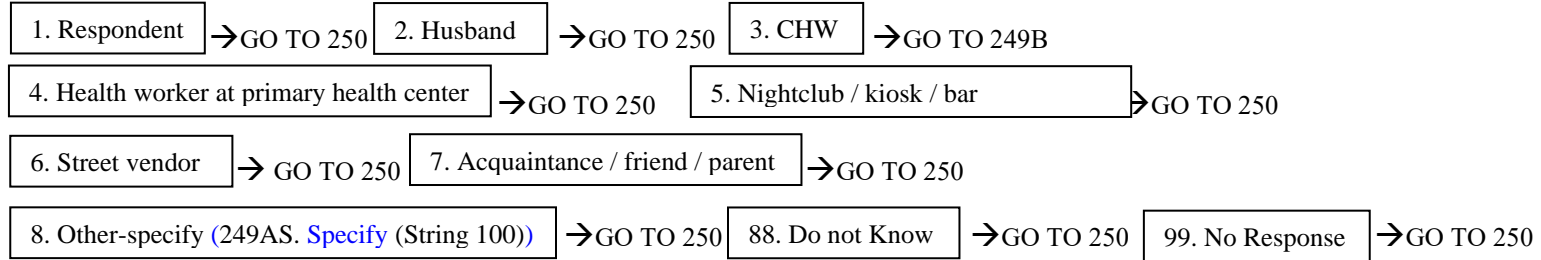 1. Respondent →GO TO 250 2. Husband →GO TO 250 3. CHW →GO TO 249B
4. Health worker at primary health center →GO TO 250 5. Nightclub / kiosk / bar →GO TO 250
6. Street vendor → GO TO 250 7. Acquaintance / friend / parent →GO TO 250
8. Other-specify (249AS. Specify (String 100)) →GO TO 250 88. Do not Know →GO TO 250 99. No Response →GO TO 250